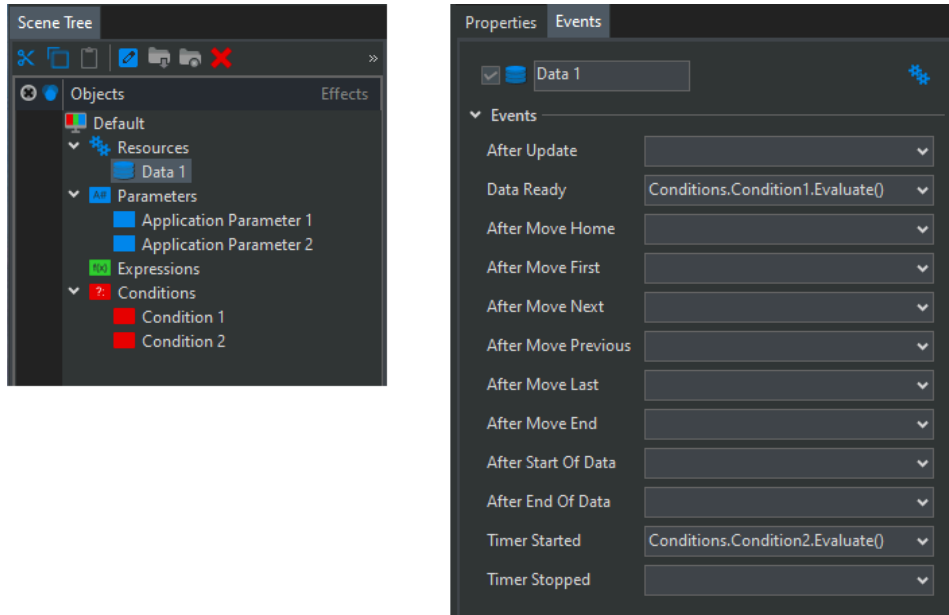 Scene Tree
»
Objects Effects
Default
Resources
Data 1
Parameters
Application Parameter 1
Application Parameter 2
f(x) Expressions
?: Conditions
Condition 1
Condition 2
Properties Events
Data 1
Events
After Update
Data Ready Conditions.Condition1.Evaluate()
After Move Home
After Move First
After Move Next
After Move Previous
After Move Last
After Move End
After Start Of Data
After End Of Data
Timer Started Conditions.Condition2.Evaluate()
Timer Stopped